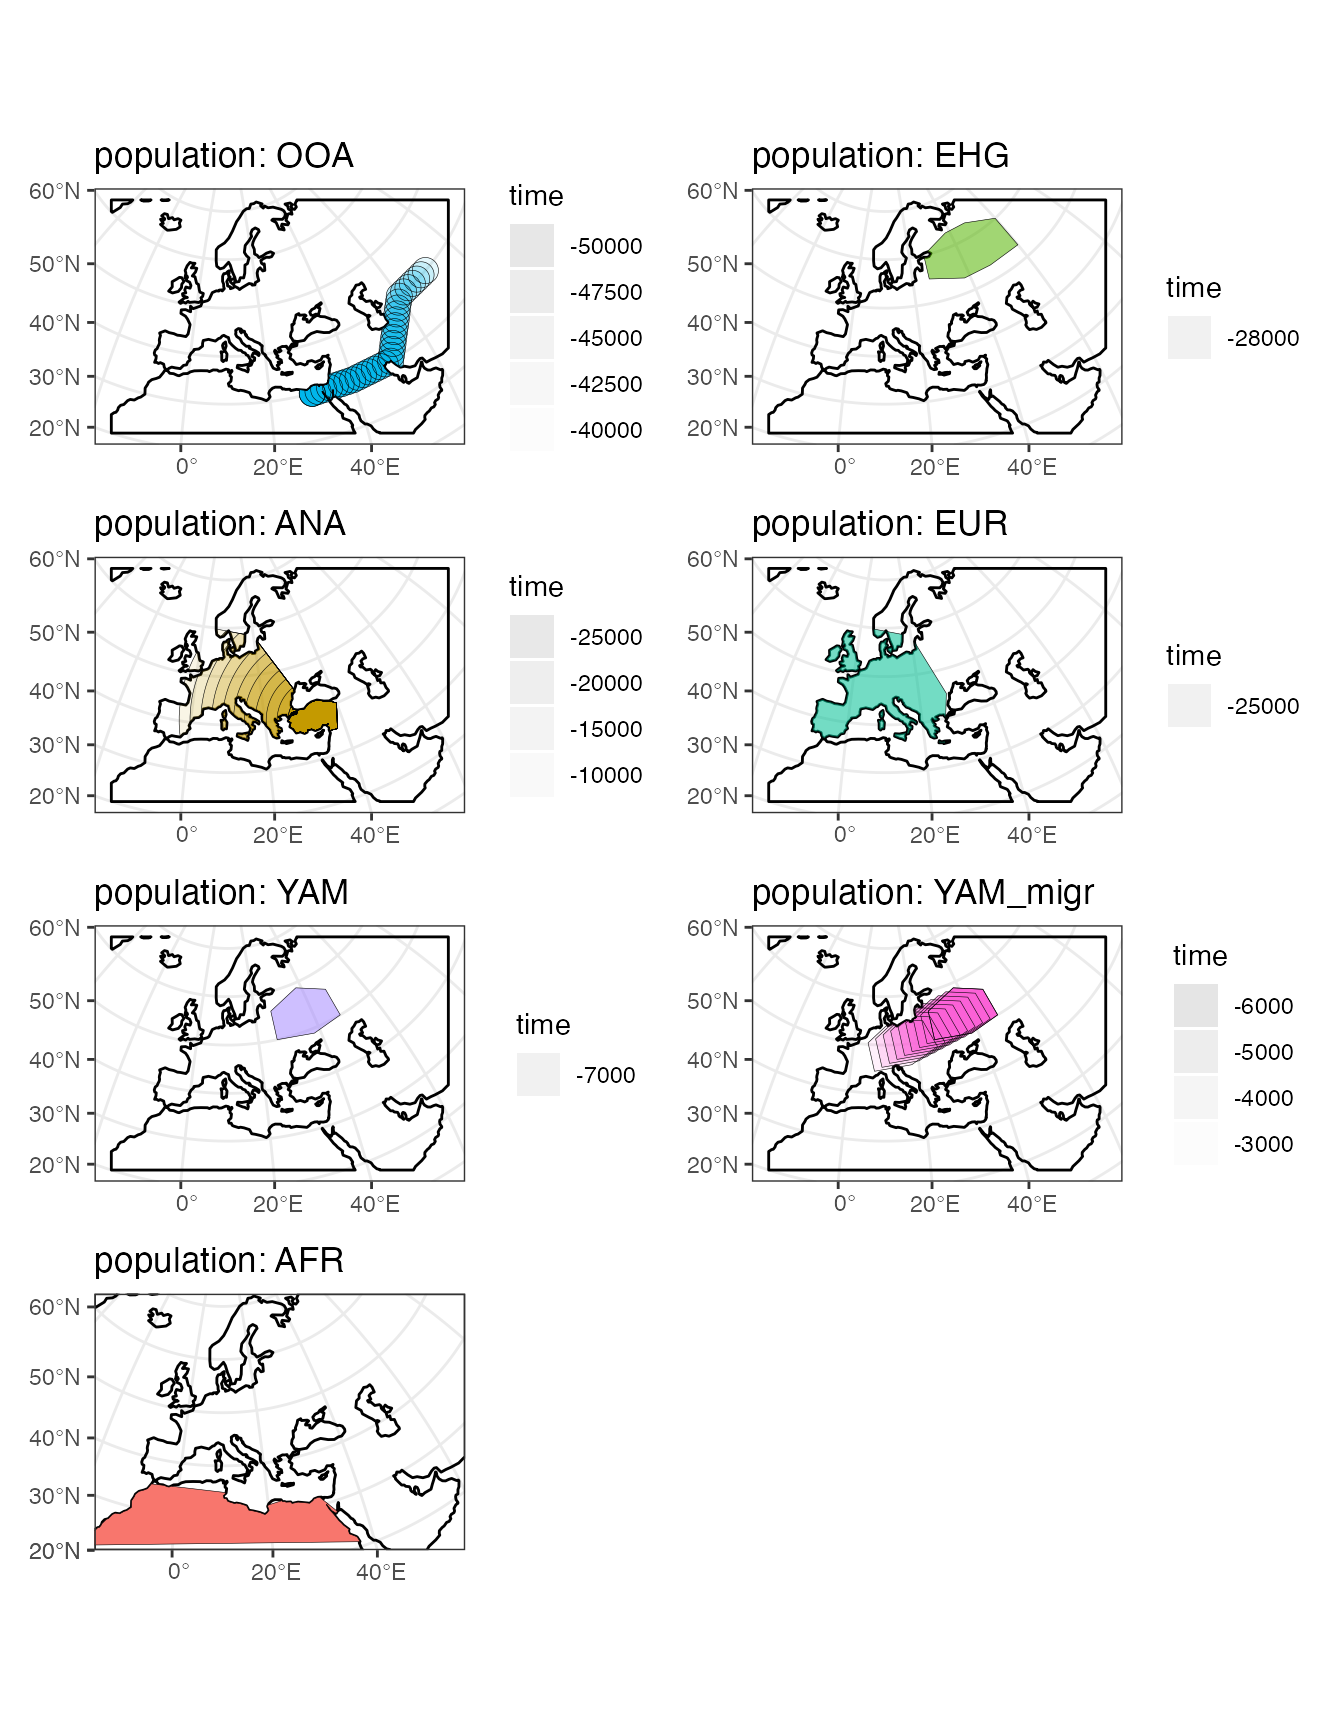 population: OOA
60°N
50°N
40°N
30°N
20°N
0°
20°E
40°E
time
-50000
-47500
-45000
-42500
-40000
population: EHG
60°N
50°N
40°N
30°N
20°N
0°
20°E
40°E
time
-28000
population: ANA
60°N
50°N
40°N
30°N
20°N
0°
20°E
40°E
time
-25000
-20000
-15000
-10000
population: EUR
60°N
50°N
40°N
30°N
20°N
0°
20°E
40°E
time
-25000
population: YAM
60°N
50°N
40°N
30°N
20°N
0°
20°E
40°E
time
-7000
population: YAM_migr
60°N
50°N
40°N
30°N
20°N
0°
20°E
40°E
time
-6000
-5000
-4000
-3000
population: AFR
60°N
50°N
40°N
30°N
20°N
0°
20°E
40°E